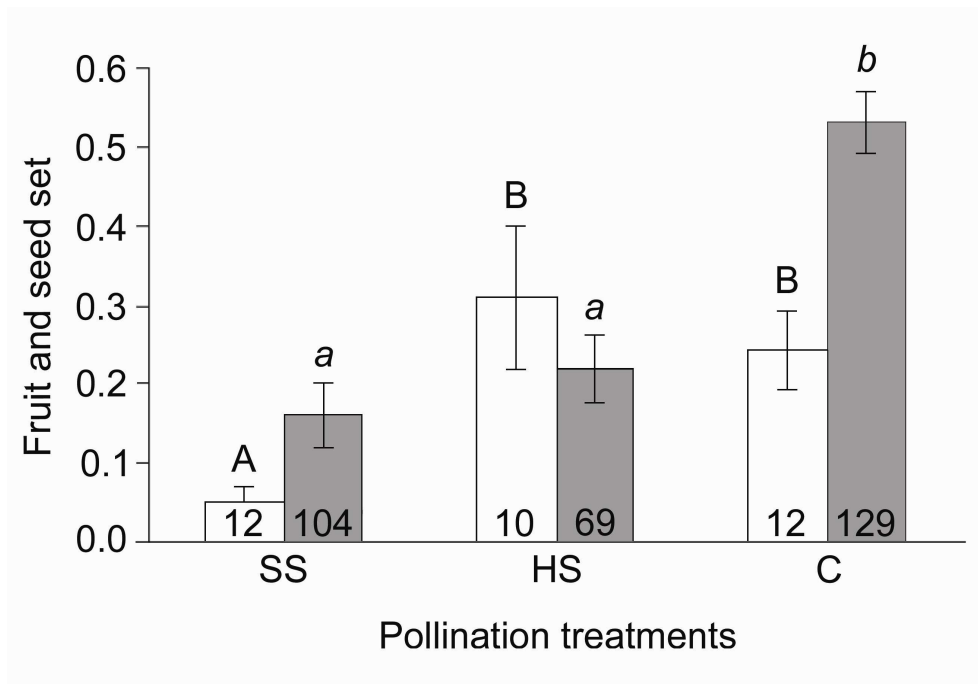 Fruit and seed set
0.6
0.5
0.4
0.3
0.2
0.1
0.0
A
a
B
a
B
b
12
104
10
69
12
129
SS
HS
C
Pollination treatments